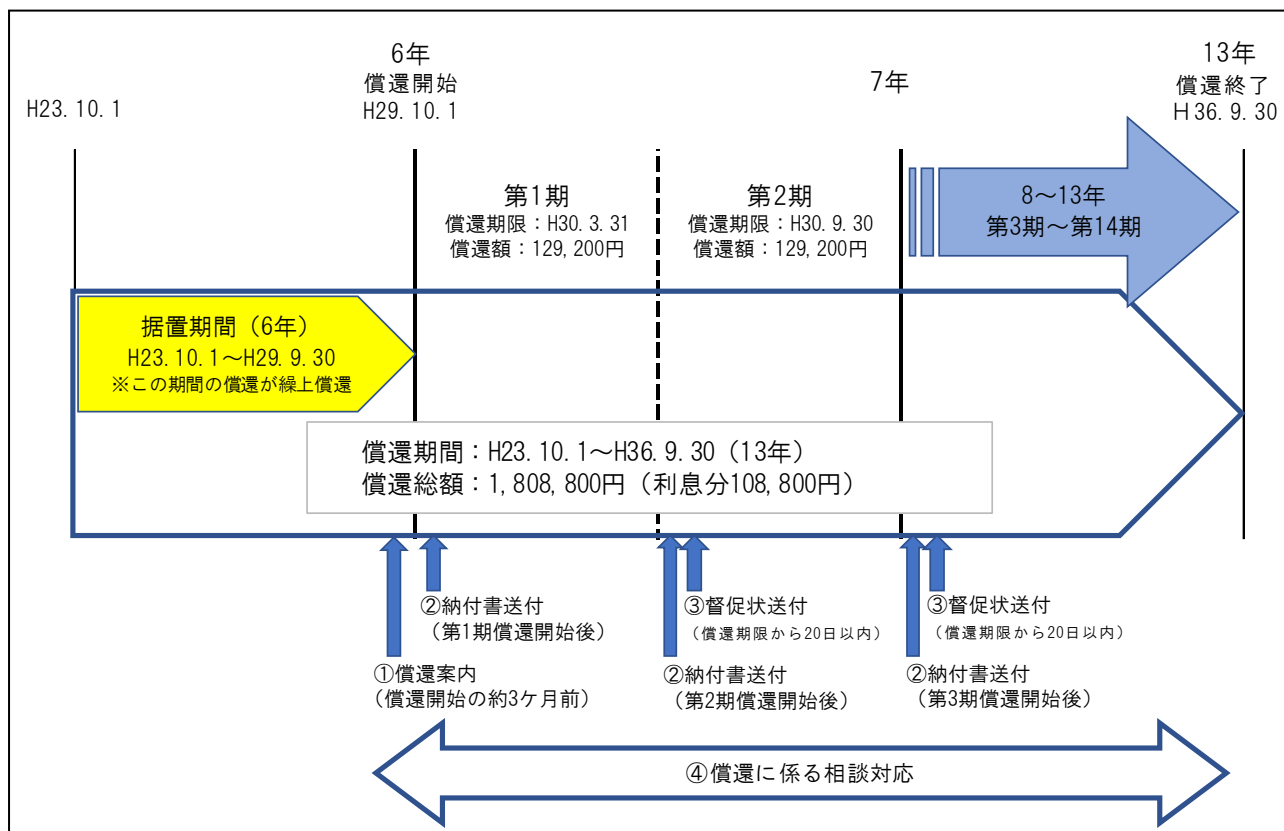 6年
償還開始
H29.10.1
H23.10.1
7年
13年
償還終了
H36.9.30
第1期
償還期限：H30.3.31
償還額：129,200円
第2期
償還期限：H30.9.30
償還額：129,200円
8～13年
第3期～第14期
据置期間（6年）
H23.10.1～H29.9.30
※この期間の償還が繰上償還
償還期間：H23.10.1～H36.9.30（13年）
償還総額：1,808,800円（利息分108,800円）
②納付書送付
（第1期償還開始後）
①償還案内
（償還開始の約3ケ月前）
③督促状送付
（償還期限から20日以内）
②納付書送付
（第2期償還開始後）
③督促状送付
（償還期限から20日以内）
②納付書送付
（第3期償還開始後）
④償還に係る相談対応